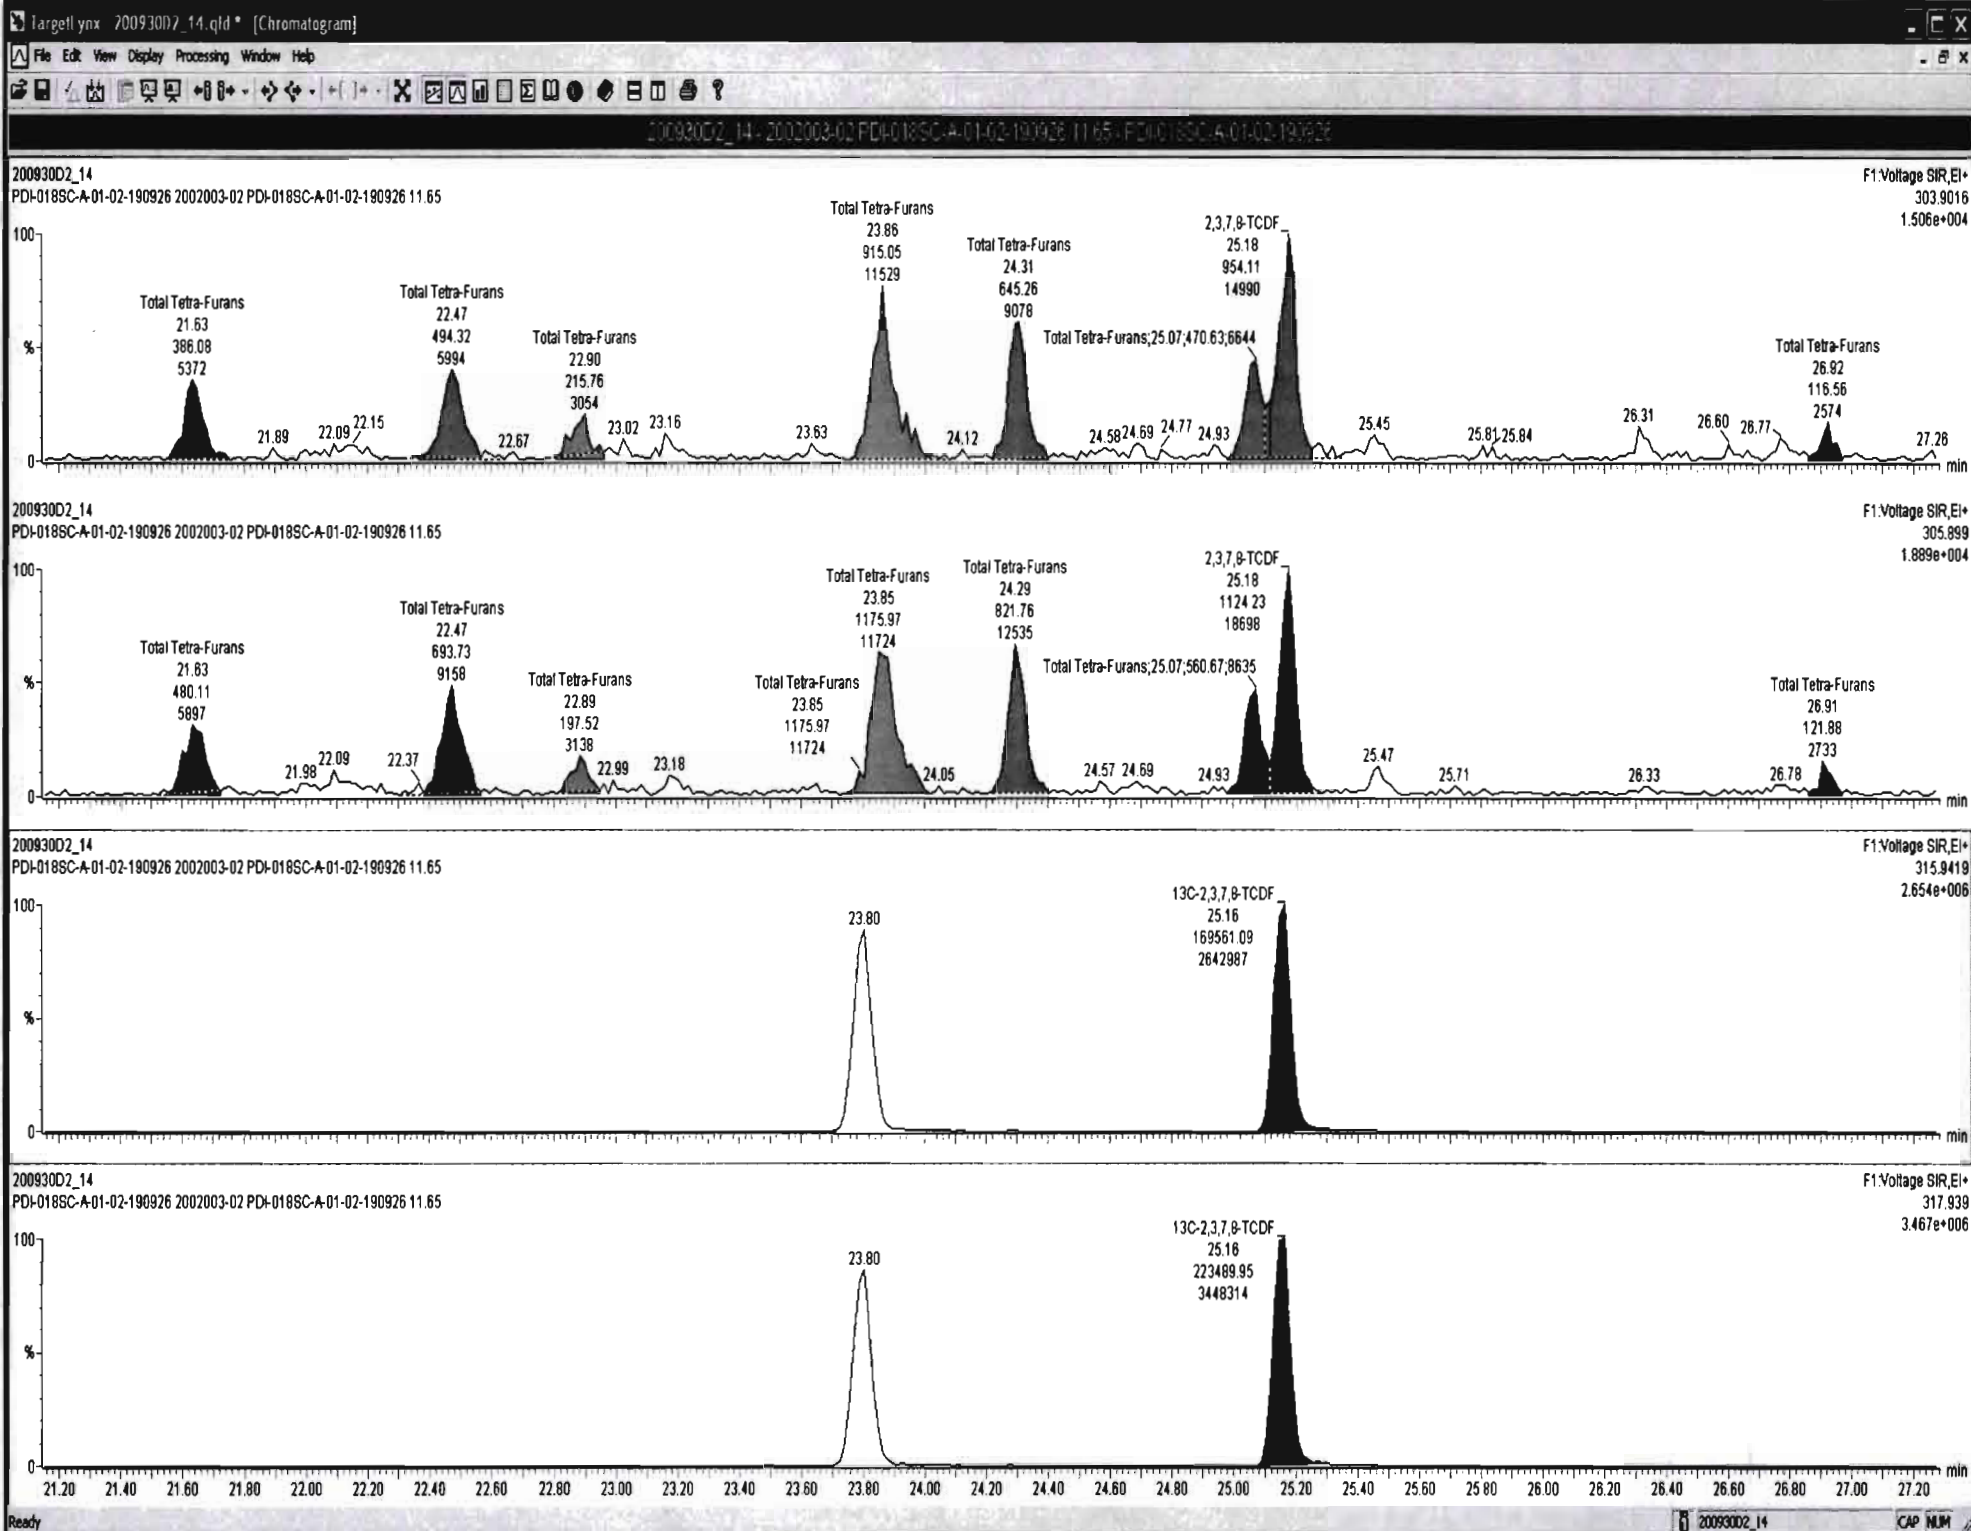 TargetLynx 200930D2_14.qld * [Chromatogram]
File Edit View Display Processing Window Help
200930D2_14 - 2002003-02 PDI-018SC-A-01-02-190926 11.65 - PDI-018SC-A-01-02-190926
200930D2_14
PDI-018SC-A-01-02-190926 2002003-02 PDI-018SC-A-01-02-190926 11.65
F1:Voltage SIR,EI+
303.9016
1.506e+004
100
%
0
Total Tetra-Furans
21.63
386.08
5372
21.89
22.09
22.15
Total Tetra-Furans
22.47
494.32
5994
22.67
Total Tetra-Furans
22.90
215.76
3054
23.02
23.16
23.63
Total Tetra-Furans
23.86
915.05
11529
24.12
Total Tetra-Furans
24.31
645.26
9078
24.58
24.69
24.77
24.93
Total Tetra-Furans;25.07;470.63;6644
2,3,7,8-TCDF
25.18
954.11
14990
25.45
25.81
25.84
26.31
26.60
26.77
Total Tetra-Furans
26.92
116.56
2574
27.26
min
200930D2_14
PDI-018SC-A-01-02-190926 2002003-02 PDI-018SC-A-01-02-190926 11.65
F1:Voltage SIR,EI+
305.899
1.889e+004
100
%
0
Total Tetra-Furans
21.63
480.11
5897
21.98
22.09
22.37
Total Tetra-Furans
22.47
693.73
9158
Total Tetra-Furans
22.89
197.52
3138
22.99
23.18
Total Tetra-Furans
23.85
1175.97
11724
Total Tetra-Furans
23.85
1175.97
11724
24.05
Total Tetra-Furans
24.29
821.76
12535
24.57
24.69
24.93
Total Tetra-Furans;25.07;560.67;8635
2,3,7,8-TCDF
25.18
1124.23
18698
25.47
25.71
26.33
26.78
Total Tetra-Furans
26.91
121.88
2733
min
200930D2_14
PDI-018SC-A-01-02-190926 2002003-02 PDI-018SC-A-01-02-190926 11.65
F1:Voltage SIR,EI+
315.9419
2.654e+006
100
%
0
23.80
13C-2,3,7,8-TCDF
25.16
169561.09
2642987
min
200930D2_14
PDI-018SC-A-01-02-190926 2002003-02 PDI-018SC-A-01-02-190926 11.65
F1:Voltage SIR,EI+
317.939
3.467e+006
100
%
0
23.80
13C-2,3,7,8-TCDF
25.16
223489.95
3448314
min
21.20 21.40 21.60 21.80 22.00 22.20 22.40 22.60 22.80 23.00 23.20 23.40 23.60 23.80 24.00 24.20 24.40 24.60 24.80 25.00 25.20 25.40 25.60 25.80 26.00 26.20 26.40 26.60 26.80 27.00 27.20
Ready
200930D2_14 CAP NUM